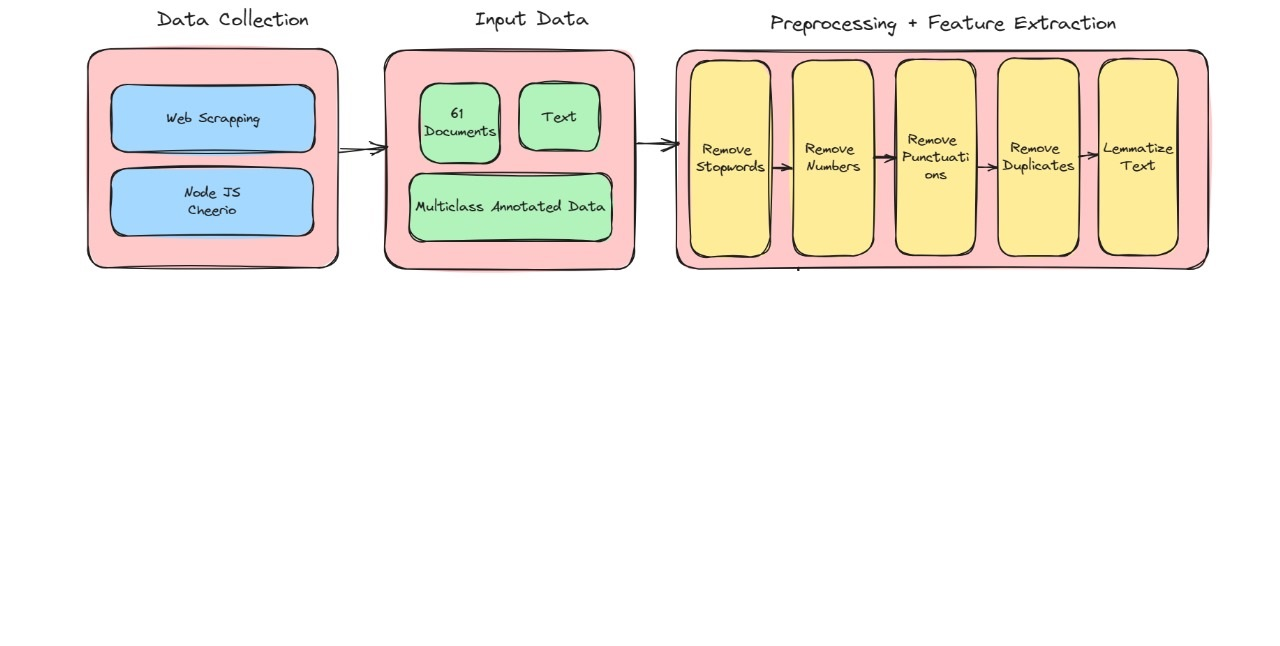 Data Collection
Input Data
Preprocessing + Feature Extraction
Web Scrapping
Node JS
Cheerio
61
Documents
Text
Multiclass Annotated Data
Remove
Stopwords
Remove
Numbers
Remove
Punctuati
ons
Remove
Duplicates
Lemmatize
Text